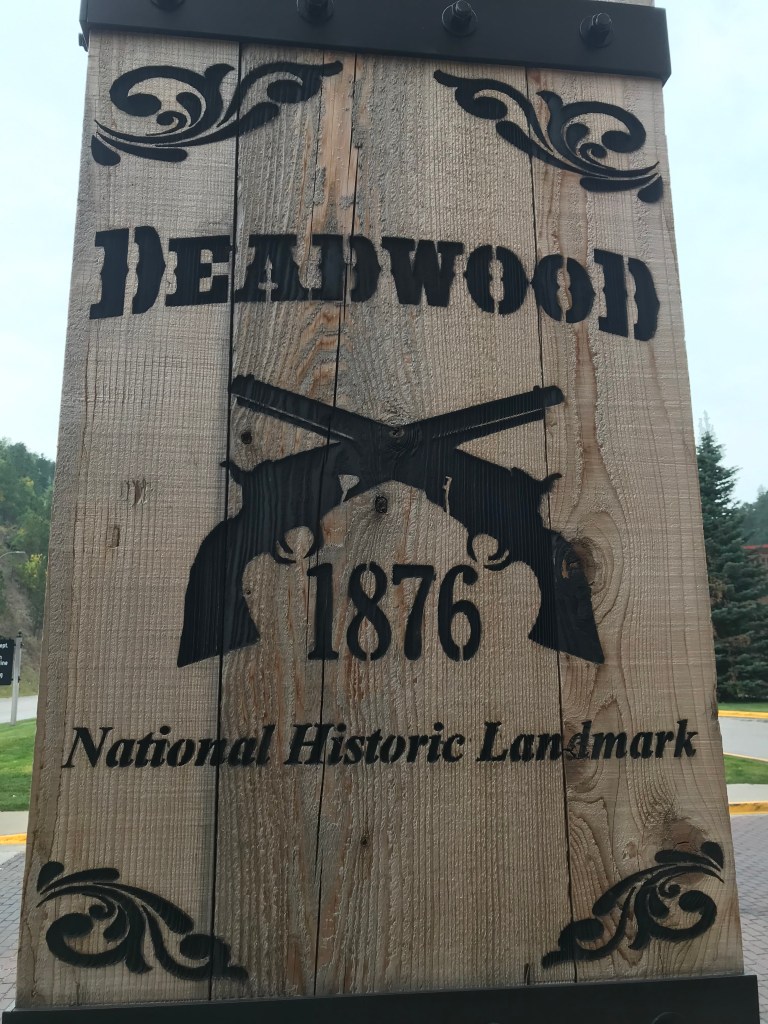 DEADWOOD
1876
National Historic Landmark